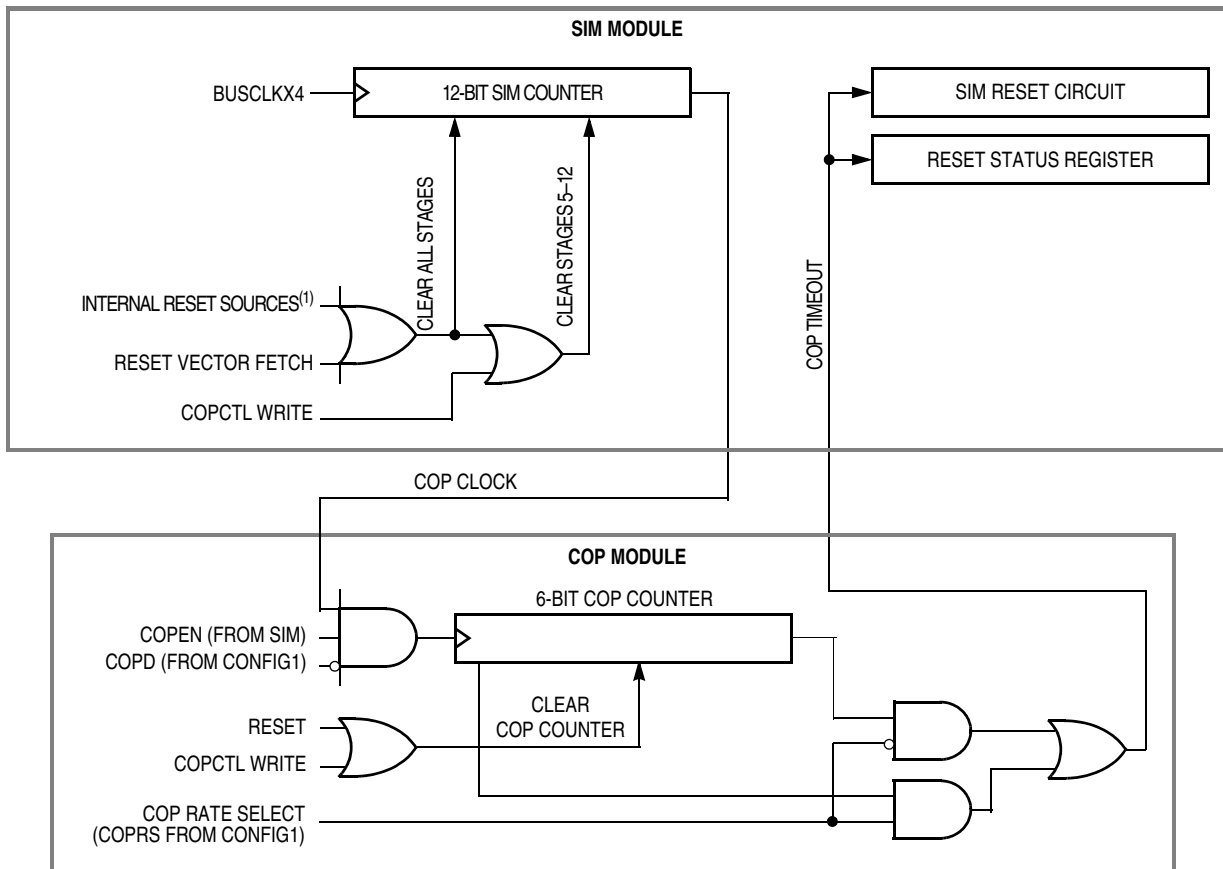 SIM MODULE
BUSCLKX4
12-BIT SIM COUNTER
SIM RESET CIRCUIT
RESET STATUS REGISTER
CLEAR ALL STAGES
CLEAR STAGES 5–12
COP TIMEOUT
INTERNAL RESET SOURCES(1)
RESET VECTOR FETCH
COPCTL WRITE
COP CLOCK
COP MODULE
6-BIT COP COUNTER
COPEN (FROM SIM)
COPD (FROM CONFIG1)
RESET
CLEAR
COP COUNTER
COPCTL WRITE
COP RATE SELECT
(COPRS FROM CONFIG1)